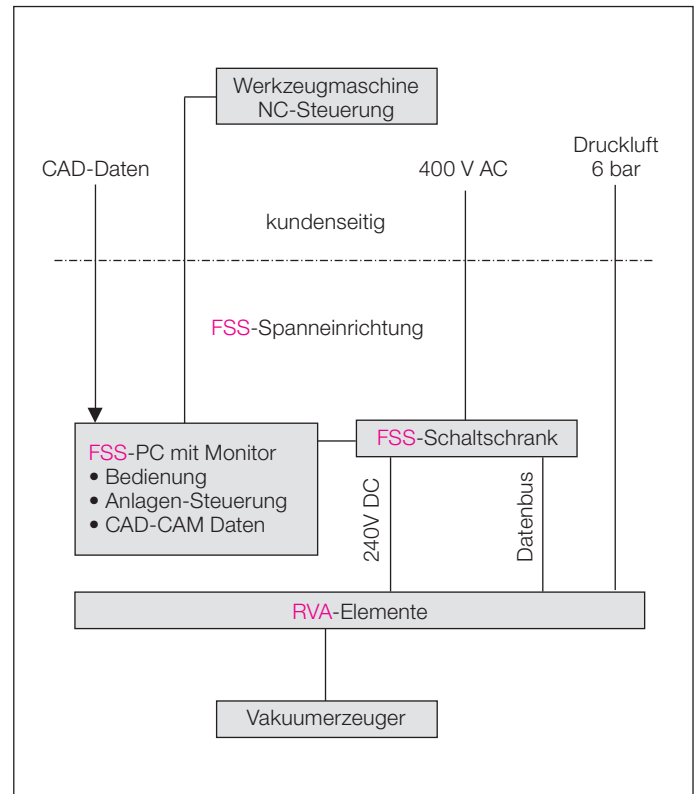 Werkzeugmaschine
NC-Steuerung
CAD-Daten
400 V AC
Druckluft
6 bar
kundenseitig
FSS-Spanneinrichtung
FSS-PC mit Monitor
• Bedienung
• Anlagen-Steuerung
• CAD-CAM Daten
FSS-Schaltschrank
240V DC
Datenbus
RVA-Elemente
Vakuumerzeuger